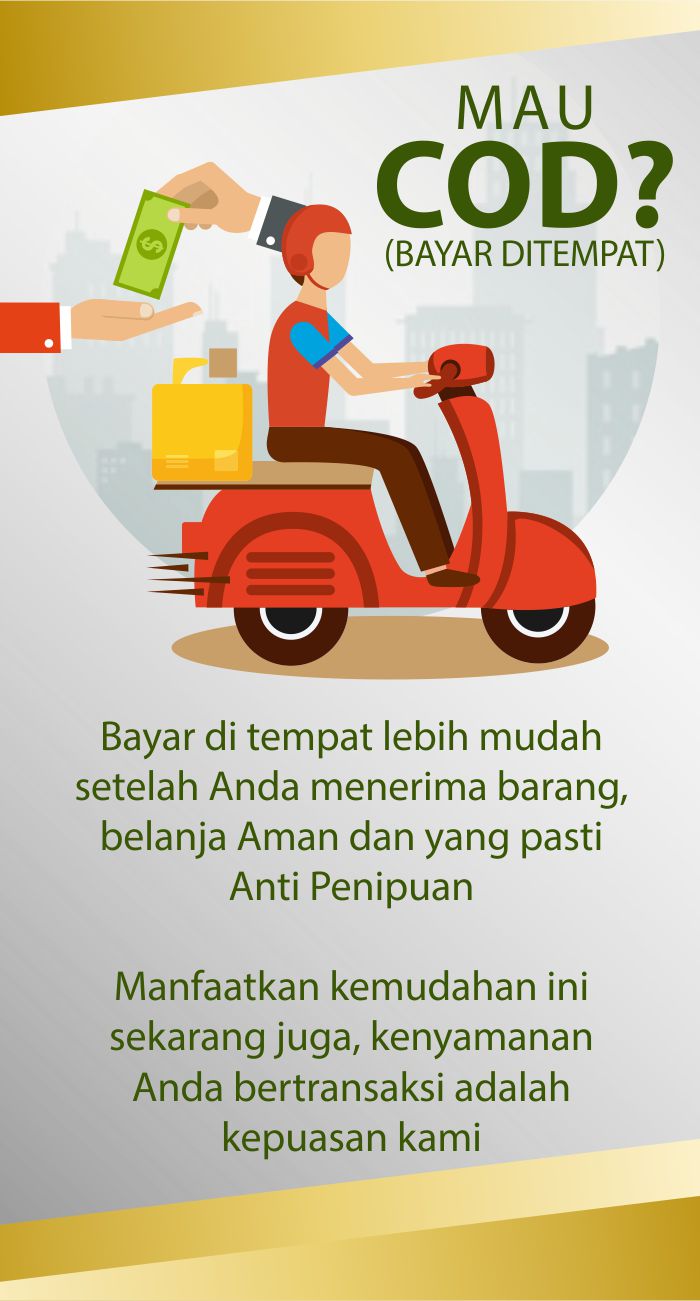 MAU
COD?
(BAYAR DITEMPAT)
Bayar di tempat lebih mudah
setelah Anda menerima barang,
belanja Aman dan yang pasti
Anti Penipuan
Manfaatkan kemudahan ini
sekarang juga, kenyamanan
Anda bertransaksi adalah
kepuasan kami